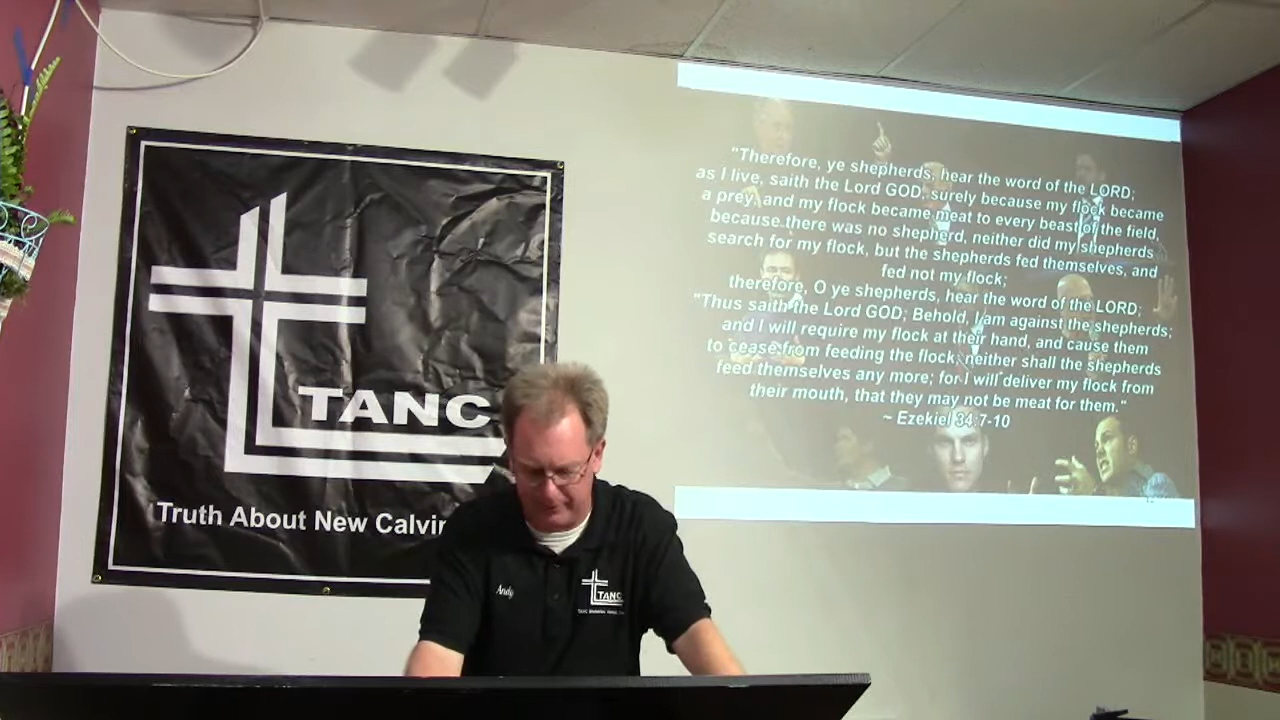 TANC
Truth About New Calvin
"Therefore, ye shepherds, hear the word of the LORD;
as I live, saith the Lord GOD, surely because my flock became
a prey, and my flock became meat to every beast of the field,
because there was no shepherd, neither did my shepherds
search for my flock, but the shepherds fed themselves, and
fed not my flock;
therefore, O ye shepherds, hear the word of the LORD;
"Thus saith the Lord GOD; Behold, I am against the shepherds;
and I will require my flock at their hand, and cause them
to cease from feeding the flock; neither shall the shepherds
feed themselves any more; for I will deliver my flock from
their mouth, that they may not be meat for them."
~ Ezekiel 34:7-10
Andy
TANC